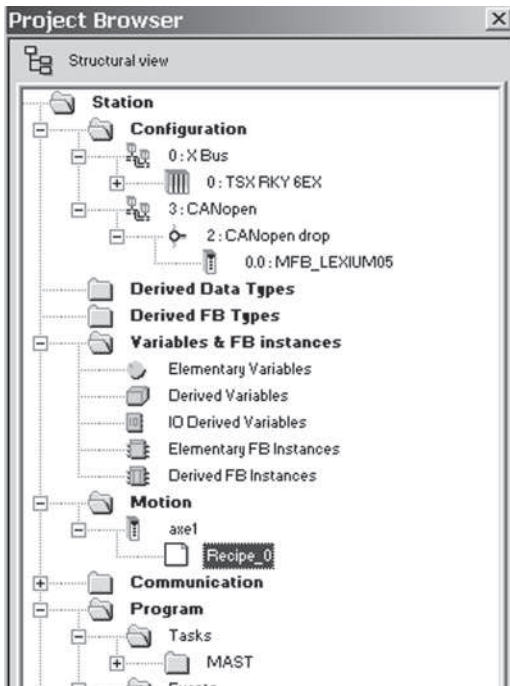 Project Browser
Structural view
Station
Configuration
0 : X Bus
0 : TSX RKY 6EX
3 : CANopen
2 : CANopen drop
0.0 : MFB_LEXIUM05
Derived Data Types
Derived FB Types
Variables & FB instances
Elementary Variables
Derived Variables
IO Derived Variables
Elementary FB Instances
Derived FB Instances
Motion
axe1
Recipe_0
Communication
Program
Tasks
MAST
Events